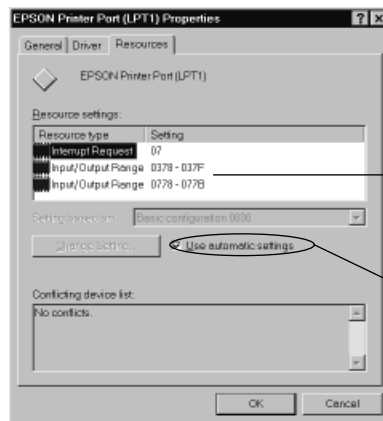 EPSON Printer Port (LPT1) Properties
General Driver Resources
EPSON Printer Port (LPT1)
Resource settings:
Resource type Setting
Interrupt Request 07
Input/Output Range 0378 - 037F
Input/Output Range 0778 - 077B
Setting based on: Basic configuration 0000
Change Setting... Use automatic settings
Conflicting device list:
No conflicts.
OK Cancel